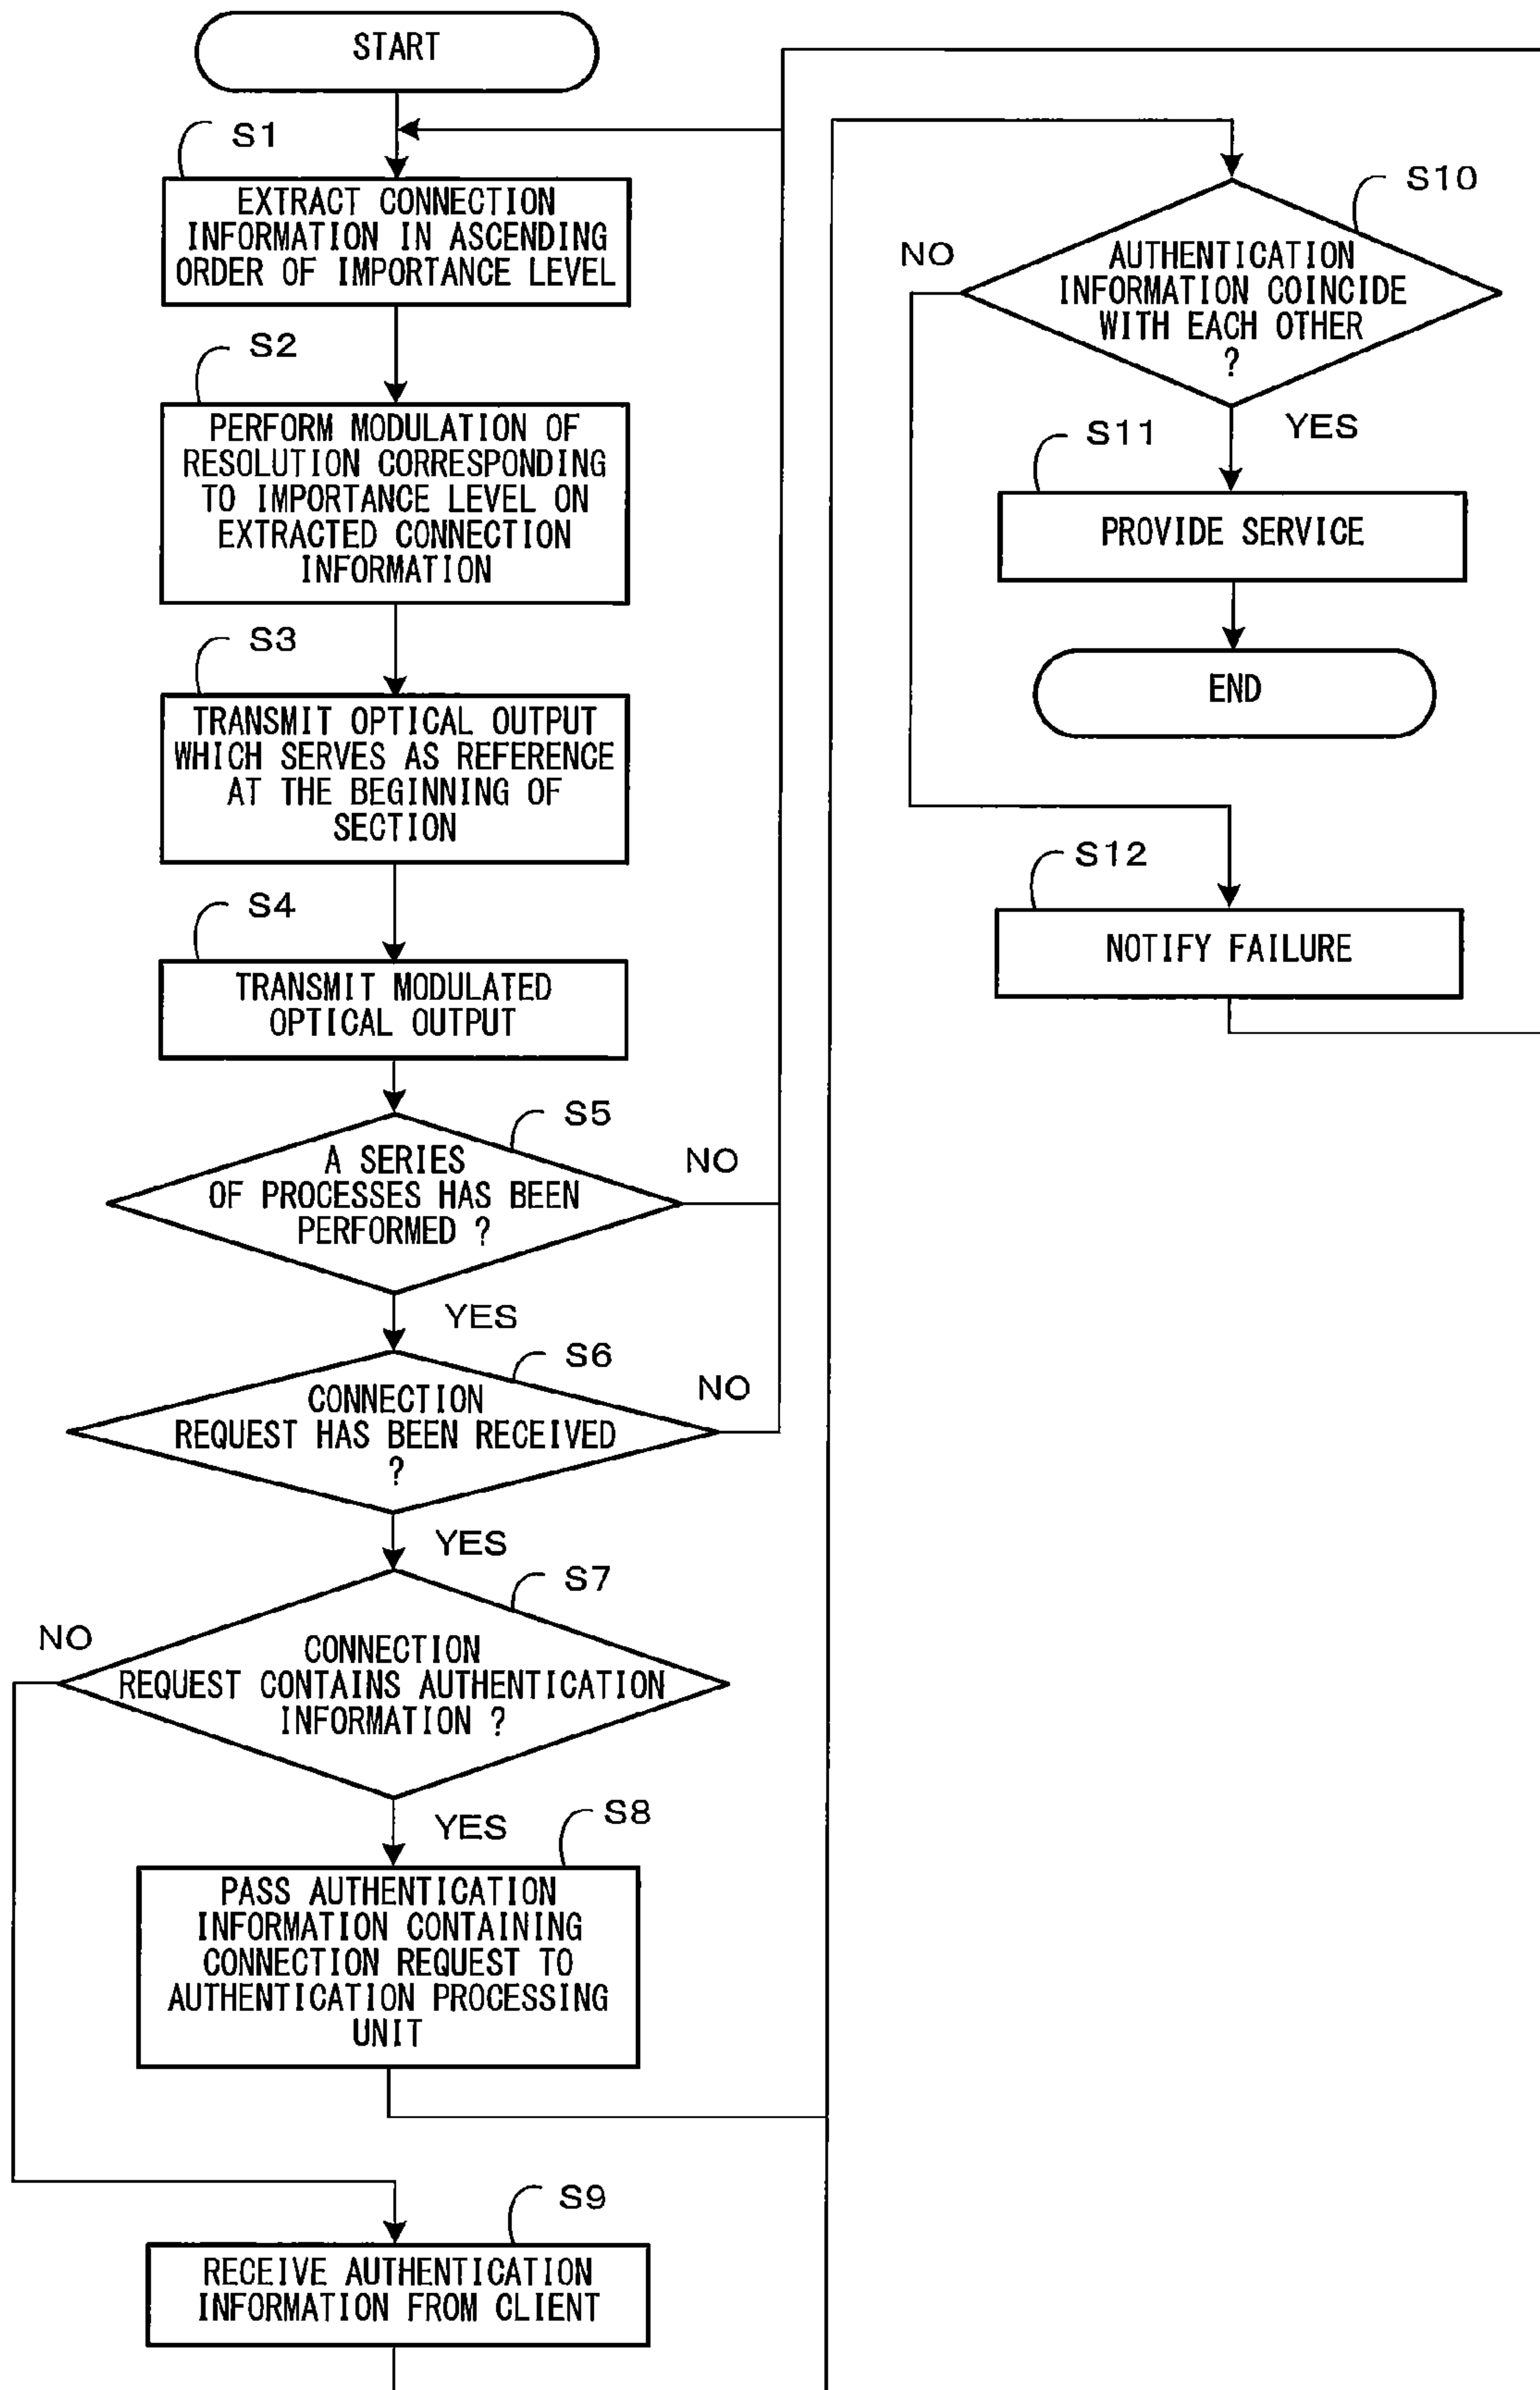 START
S1
EXTRACT CONNECTION
INFORMATION IN ASCENDING
ORDER OF IMPORTANCE LEVEL
S2
PERFORM MODULATION OF
RESOLUTION CORRESPONDING
TO IMPORTANCE LEVEL ON
EXTRACTED CONNECTION
INFORMATION
S3
TRANSMIT OPTICAL OUTPUT
WHICH SERVES AS REFERENCE
AT THE BEGINNING OF
SECTION
S4
TRANSMIT MODULATED
OPTICAL OUTPUT
S5
A SERIES
OF PROCESSES HAS BEEN
PERFORMED ?
NO
YES
S6
CONNECTION
REQUEST HAS BEEN RECEIVED
?
NO
YES
S7
CONNECTION
REQUEST CONTAINS AUTHENTICATION
INFORMATION ?
NO
YES
S8
PASS AUTHENTICATION
INFORMATION CONTAINING
CONNECTION REQUEST TO
AUTHENTICATION PROCESSING
UNIT
S9
RECEIVE AUTHENTICATION
INFORMATION FROM CLIENT
S10
AUTHENTICATION
INFORMATION COINCIDE
WITH EACH OTHER
?
NO
YES
S11
PROVIDE SERVICE
END
S12
NOTIFY FAILURE